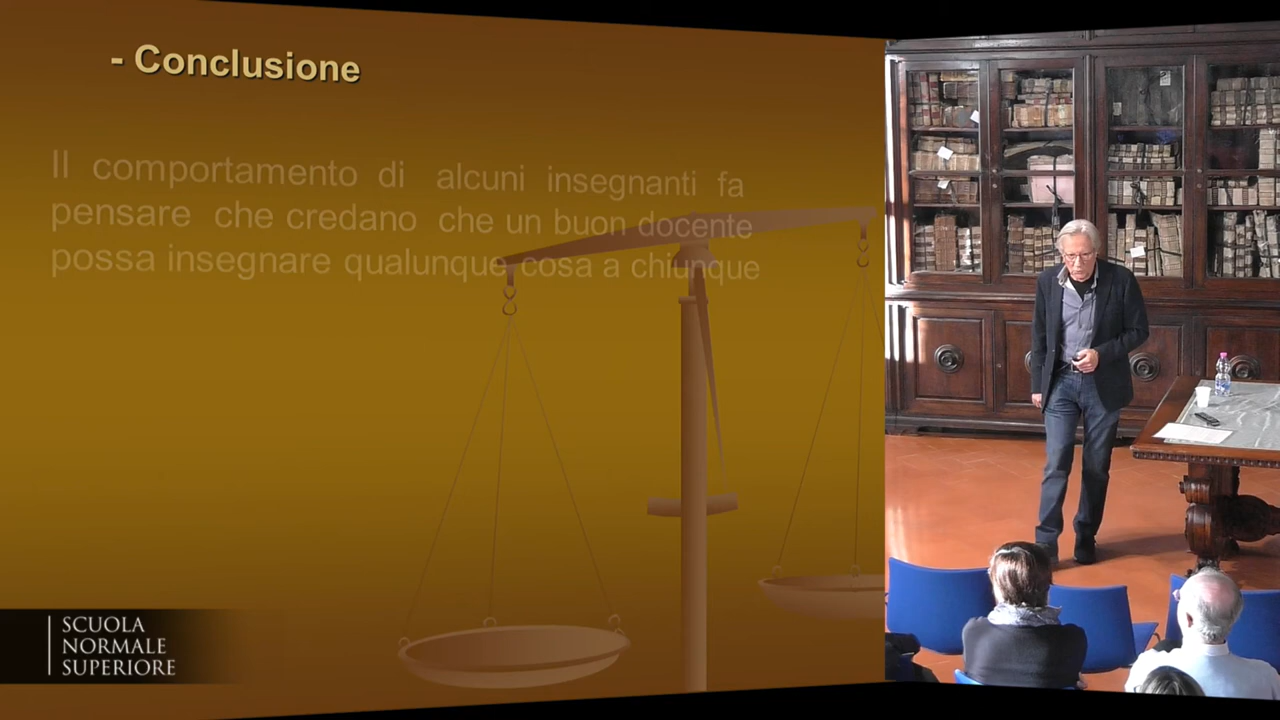 - Conclusione
Il comportamento di alcuni insegnanti fa
pensare che credano che un buon docente
possa insegnare qualunque cosa a chiunque
SCUOLA
NORMALE
SUPERIORE